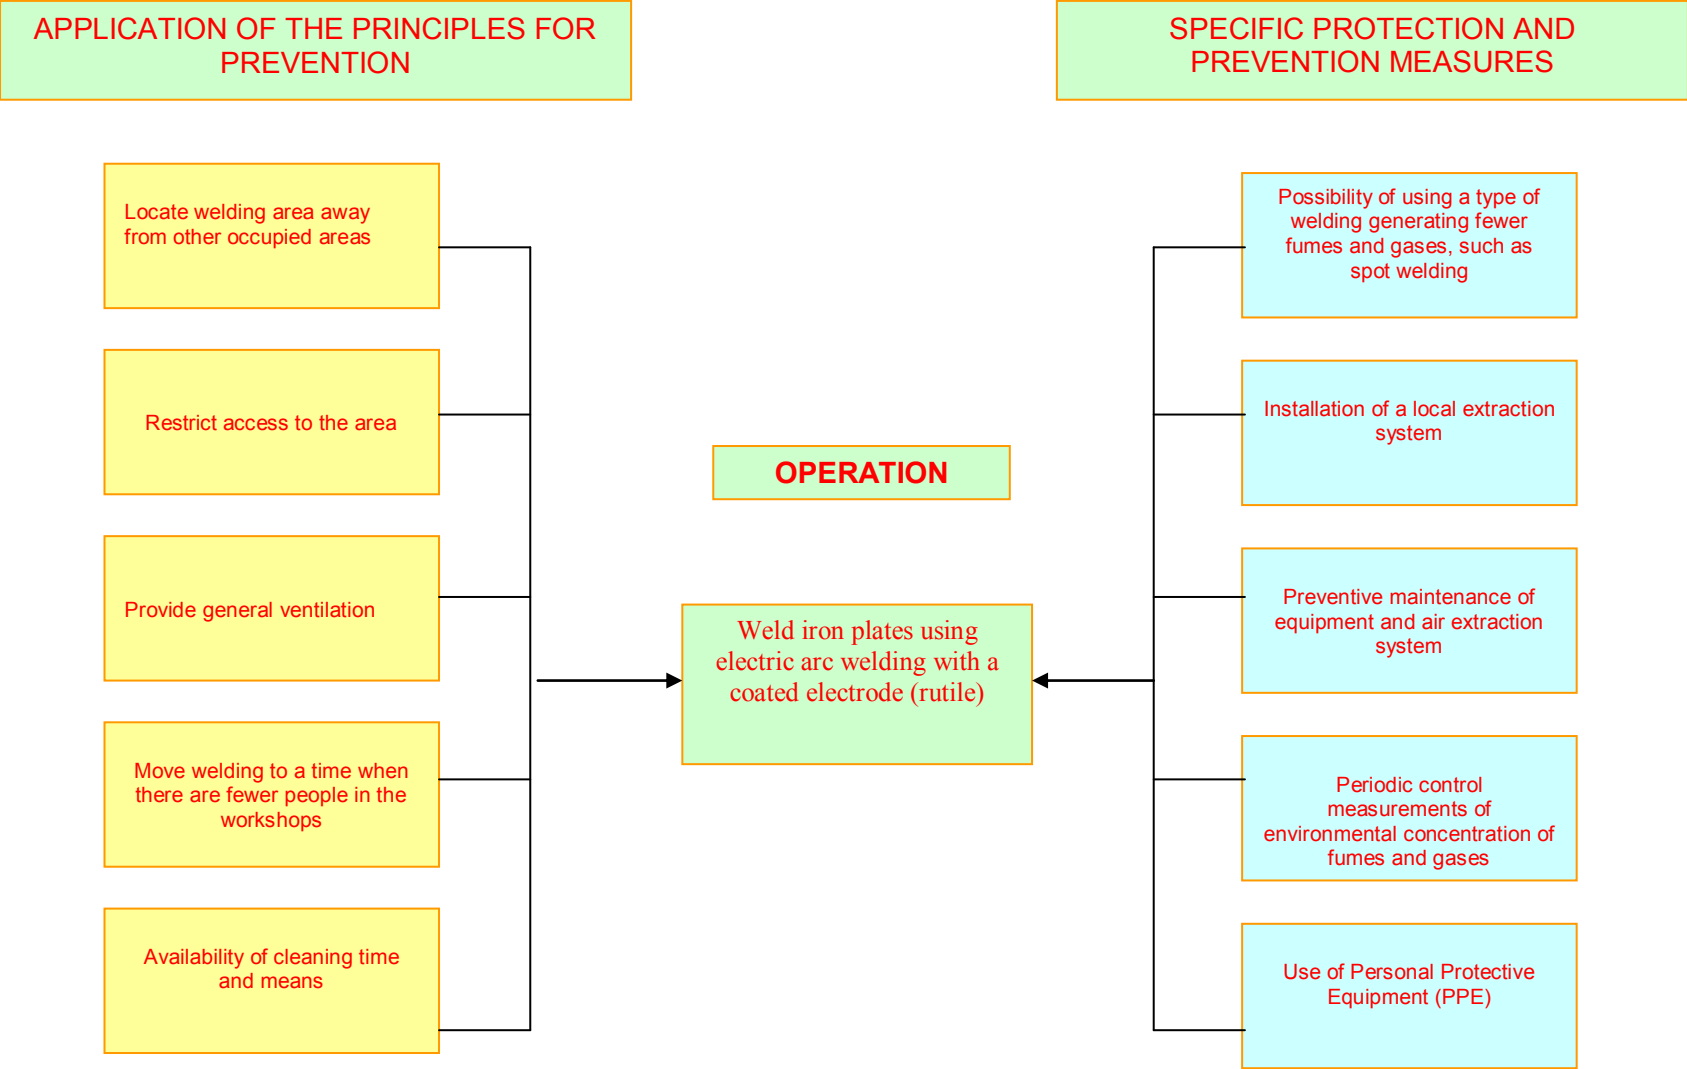 APPLICATION OF THE PRINCIPLES FOR
PREVENTION
SPECIFIC PROTECTION AND
PREVENTION MEASURES
Locate welding area away
from other occupied areas
Restrict access to the area
Provide general ventilation
Move welding to a time when
there are fewer people in the
workshops
Availability of cleaning time
and means
OPERATION
Weld iron plates using
electric arc welding with a
coated electrode (rutile)
Possibility of using a type of
welding generating fewer
fumes and gases, such as
spot welding
Installation of a local extraction
system
Preventive maintenance of
equipment and air extraction
system
Periodic control
measurements of
environmental concentration of
fumes and gases
Use of Personal Protective
Equipment (PPE)